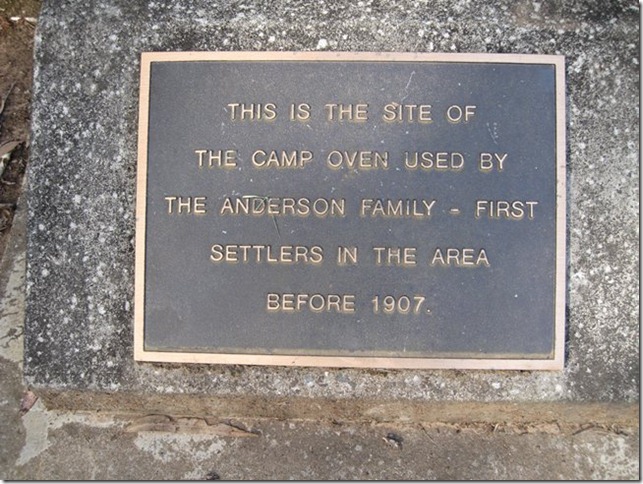 THIS IS THE SITE OF
THE CAMP OVEN USED BY
THE ANDERSON FAMILY - FIRST
SETTLERS IN THE AREA
BEFORE 1907.